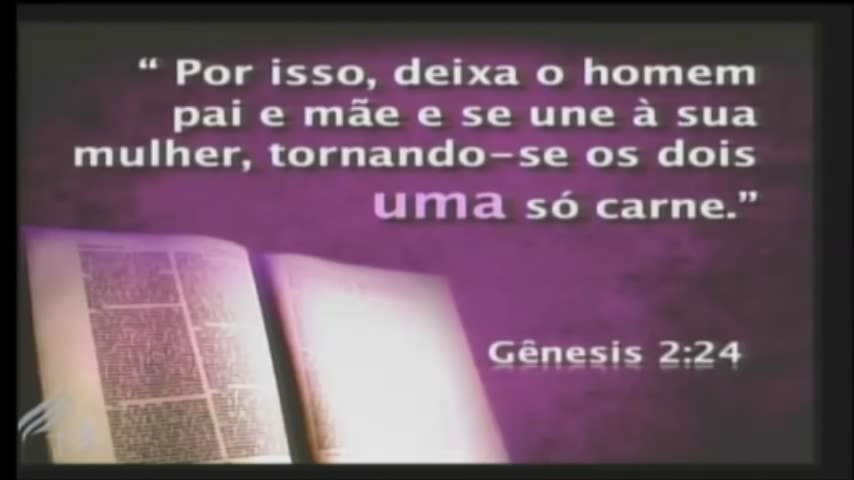 “ Por isso, deixa o homem
pai e mãe e se une à sua
mulher, tornando-se os dois
uma só carne.”
Gênesis 2:24